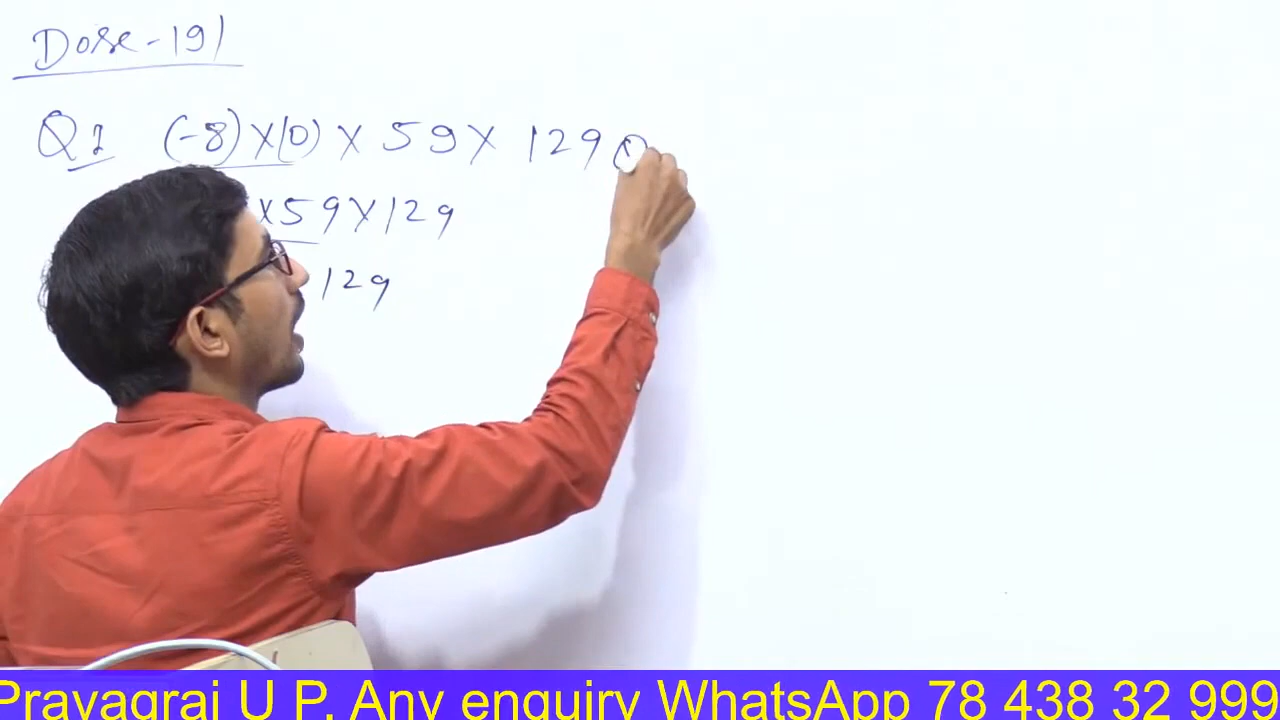 Dose-191
Q1 (-8)×(0)×59×129
×59×129
129
Prayagraj U P. Any enquiry WhatsApp 78 438 32 999